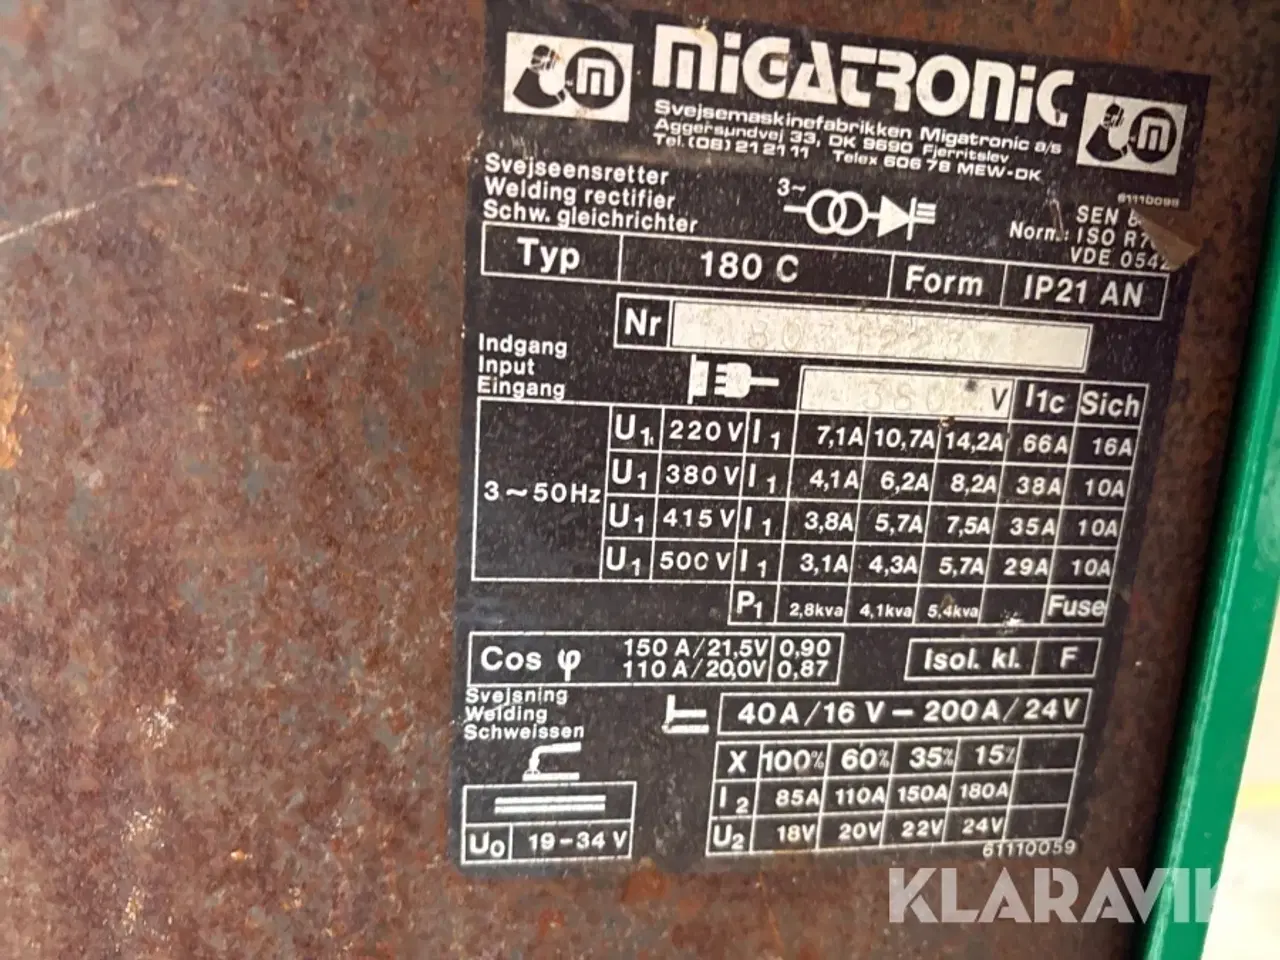 MIGATRONIC
Svejsemaskinefabrikken Migatronic a/s
Aggersundvej 33, DK 9690 Fjerritslev
Tel. (08) 21 21 11 Telex 606 78 MEW-DK
m
m
61110099
Svejseensretter
Welding rectifier
Schw. gleichrichter
3~
SEN
Norm.: ISO
VDE 0542
Typ 180 C Form IP21 AN
Nr
Indgang
Input
Eingang
380 V I1c Sich
3~50Hz
U1 220V I1 7,1A 10,7A 14,2A 66A 16A
U1 380V I1 4,1A 6,2A 8,2A 38A 10A
U1 415V I1 3,8A 5,7A 7,5A 35A 10A
U1 500V I1 3,1A 4,3A 5,7A 29A 10A
P1 2,8kva 4,1kva 5,4kva Fuse
Cos φ 150 A/21,5V 0,90
110 A/20,0V 0,87
Isol. kl. F
Svejsning
Welding
Schweissen
40A/16 V – 200A/24V
X 100% 60% 35% 15%
I2 85A 110A 150A 180A
U2 18V 20V 22V 24V
Uo 19-34 V
61110059
KLARAVIK